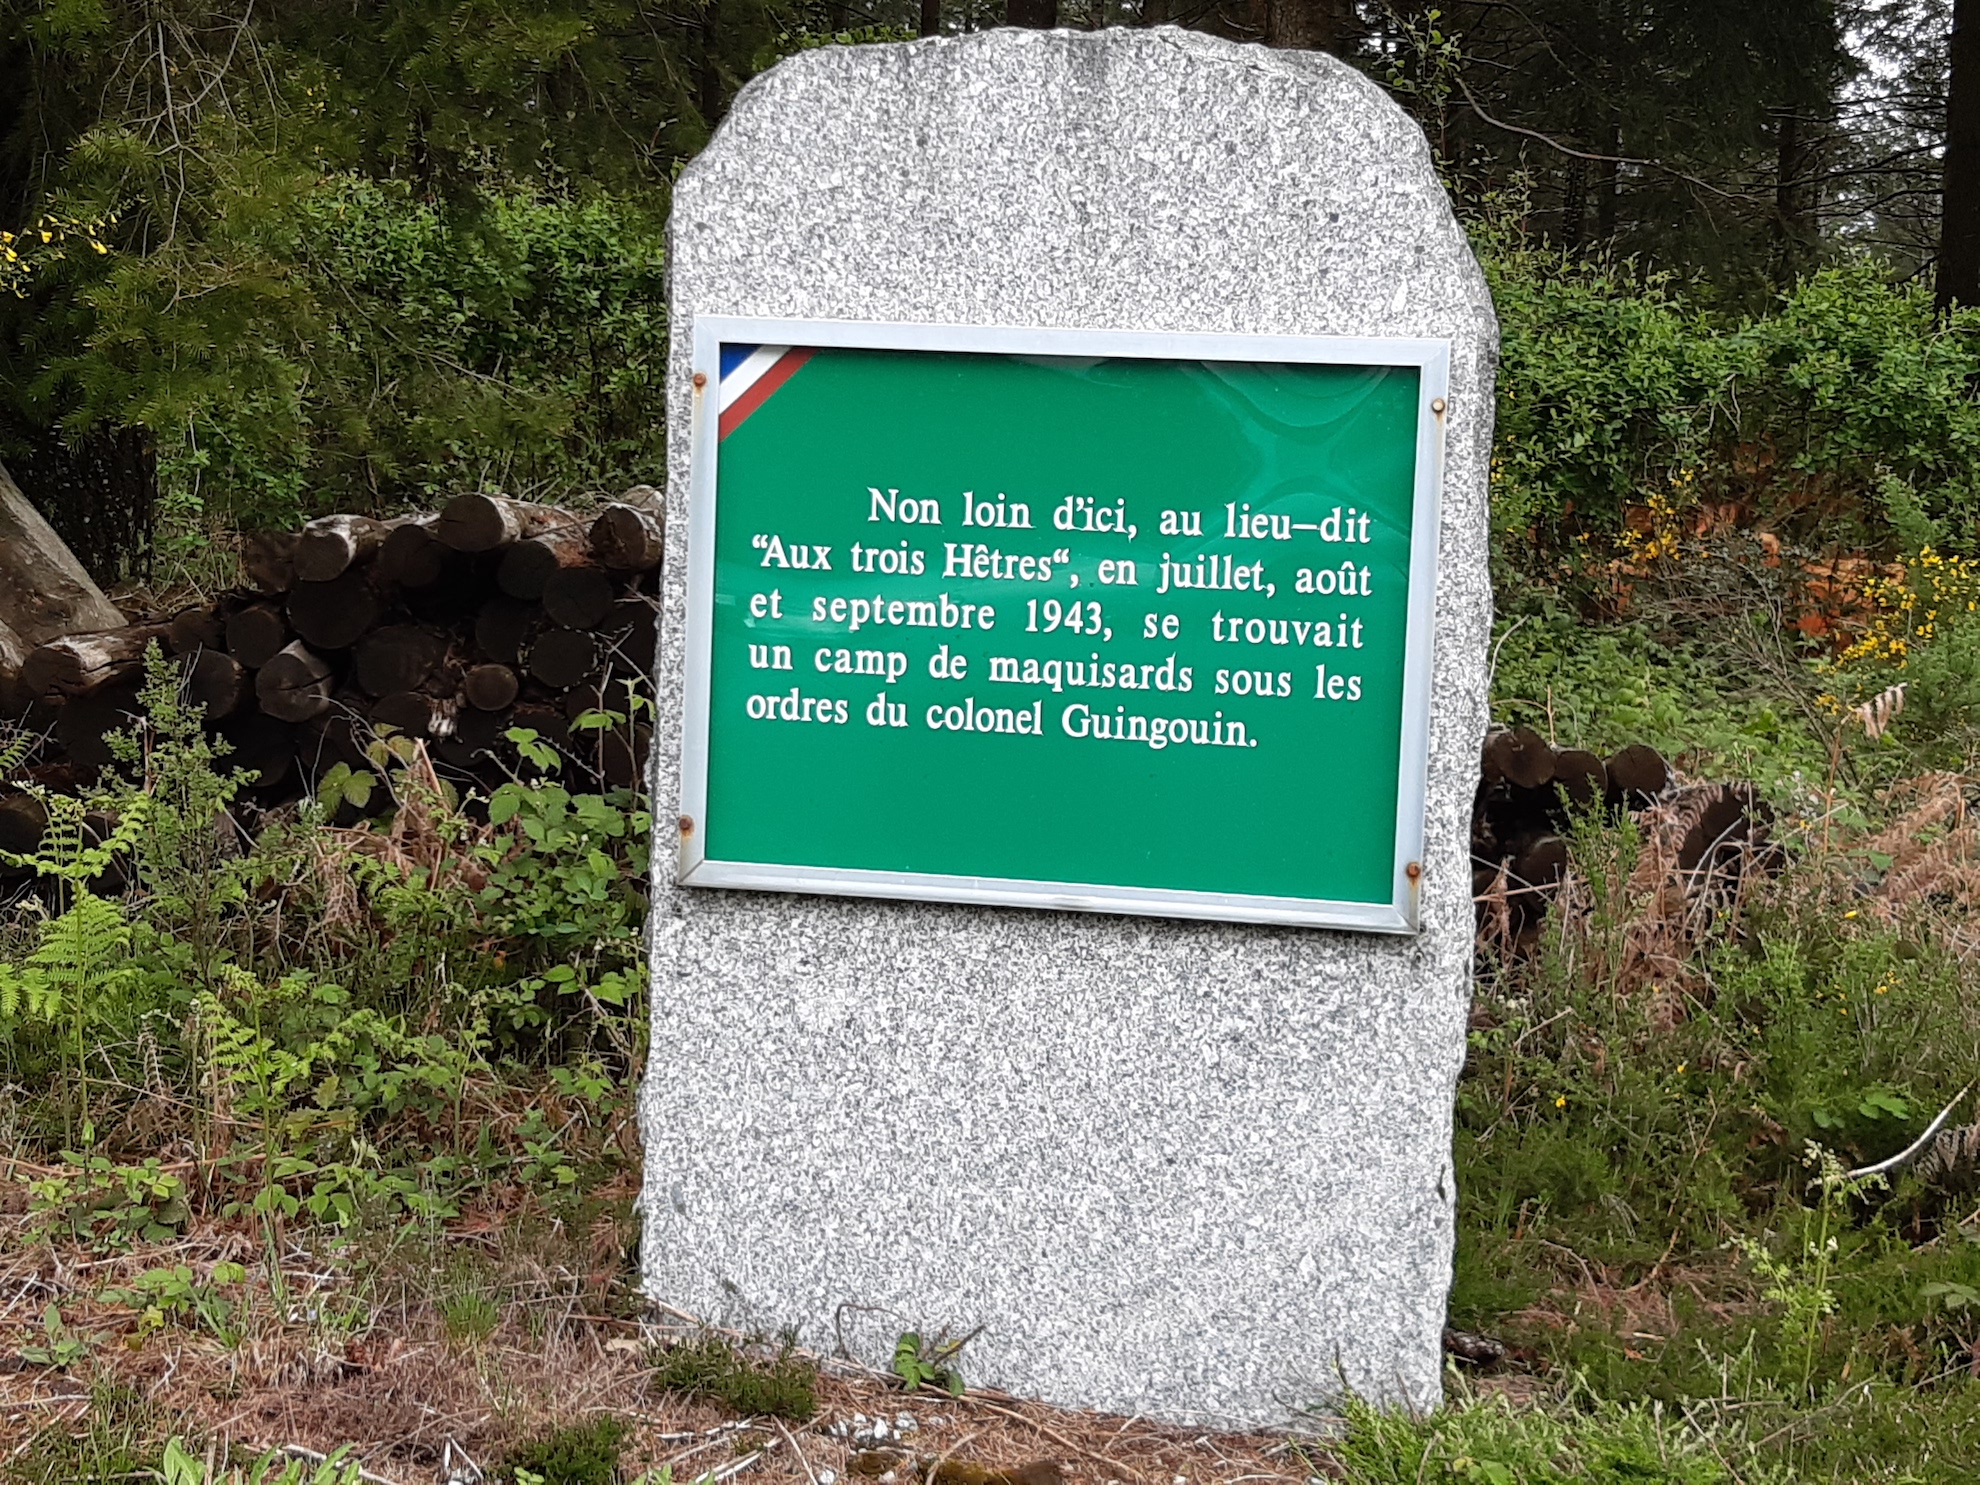 Non loin d'ici, au lieu–dit
“Aux trois Hêtres“, en juillet, août
et septembre 1943, se trouvait
un camp de maquisards sous les
ordres du colonel Guingouin.